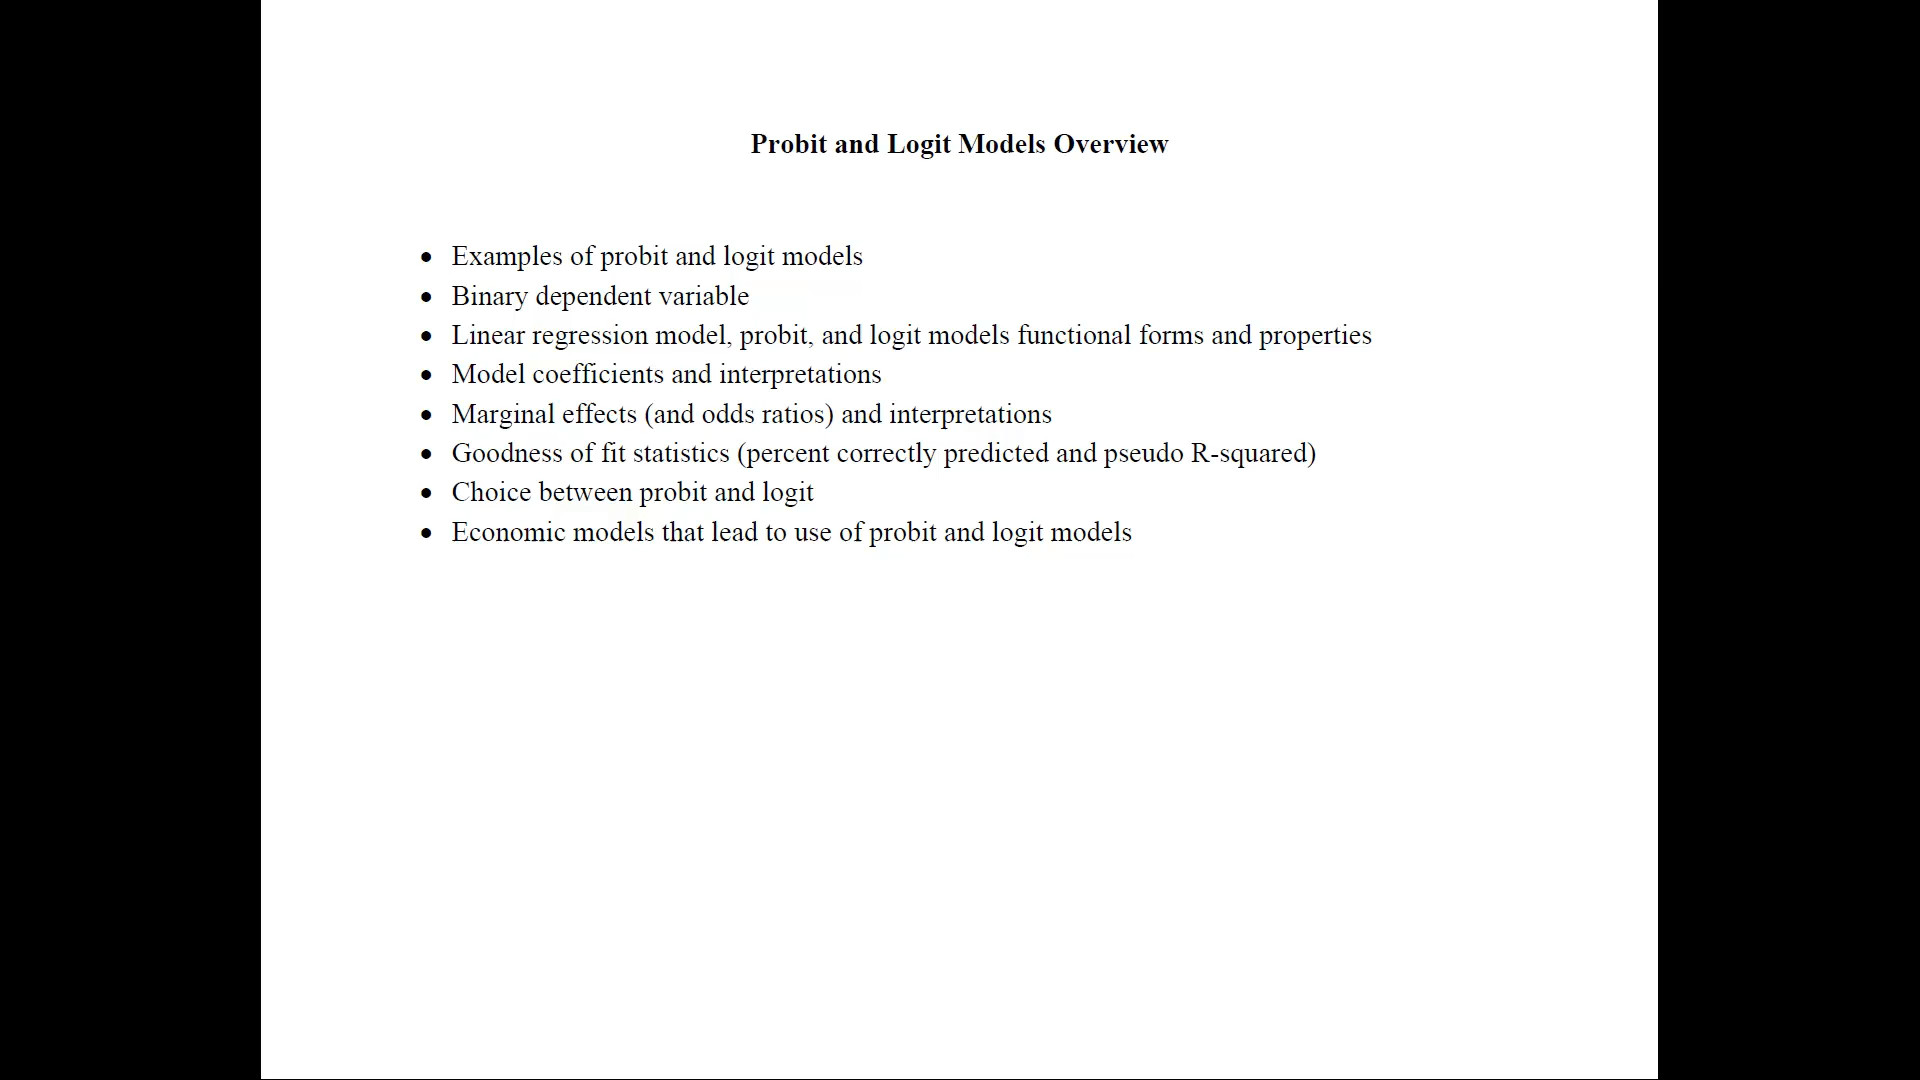 Probit and Logit Models Overview
• Examples of probit and logit models
• Binary dependent variable
• Linear regression model, probit, and logit models functional forms and properties
• Model coefficients and interpretations
• Marginal effects (and odds ratios) and interpretations
• Goodness of fit statistics (percent correctly predicted and pseudo R-squared)
• Choice between probit and logit
• Economic models that lead to use of probit and logit models